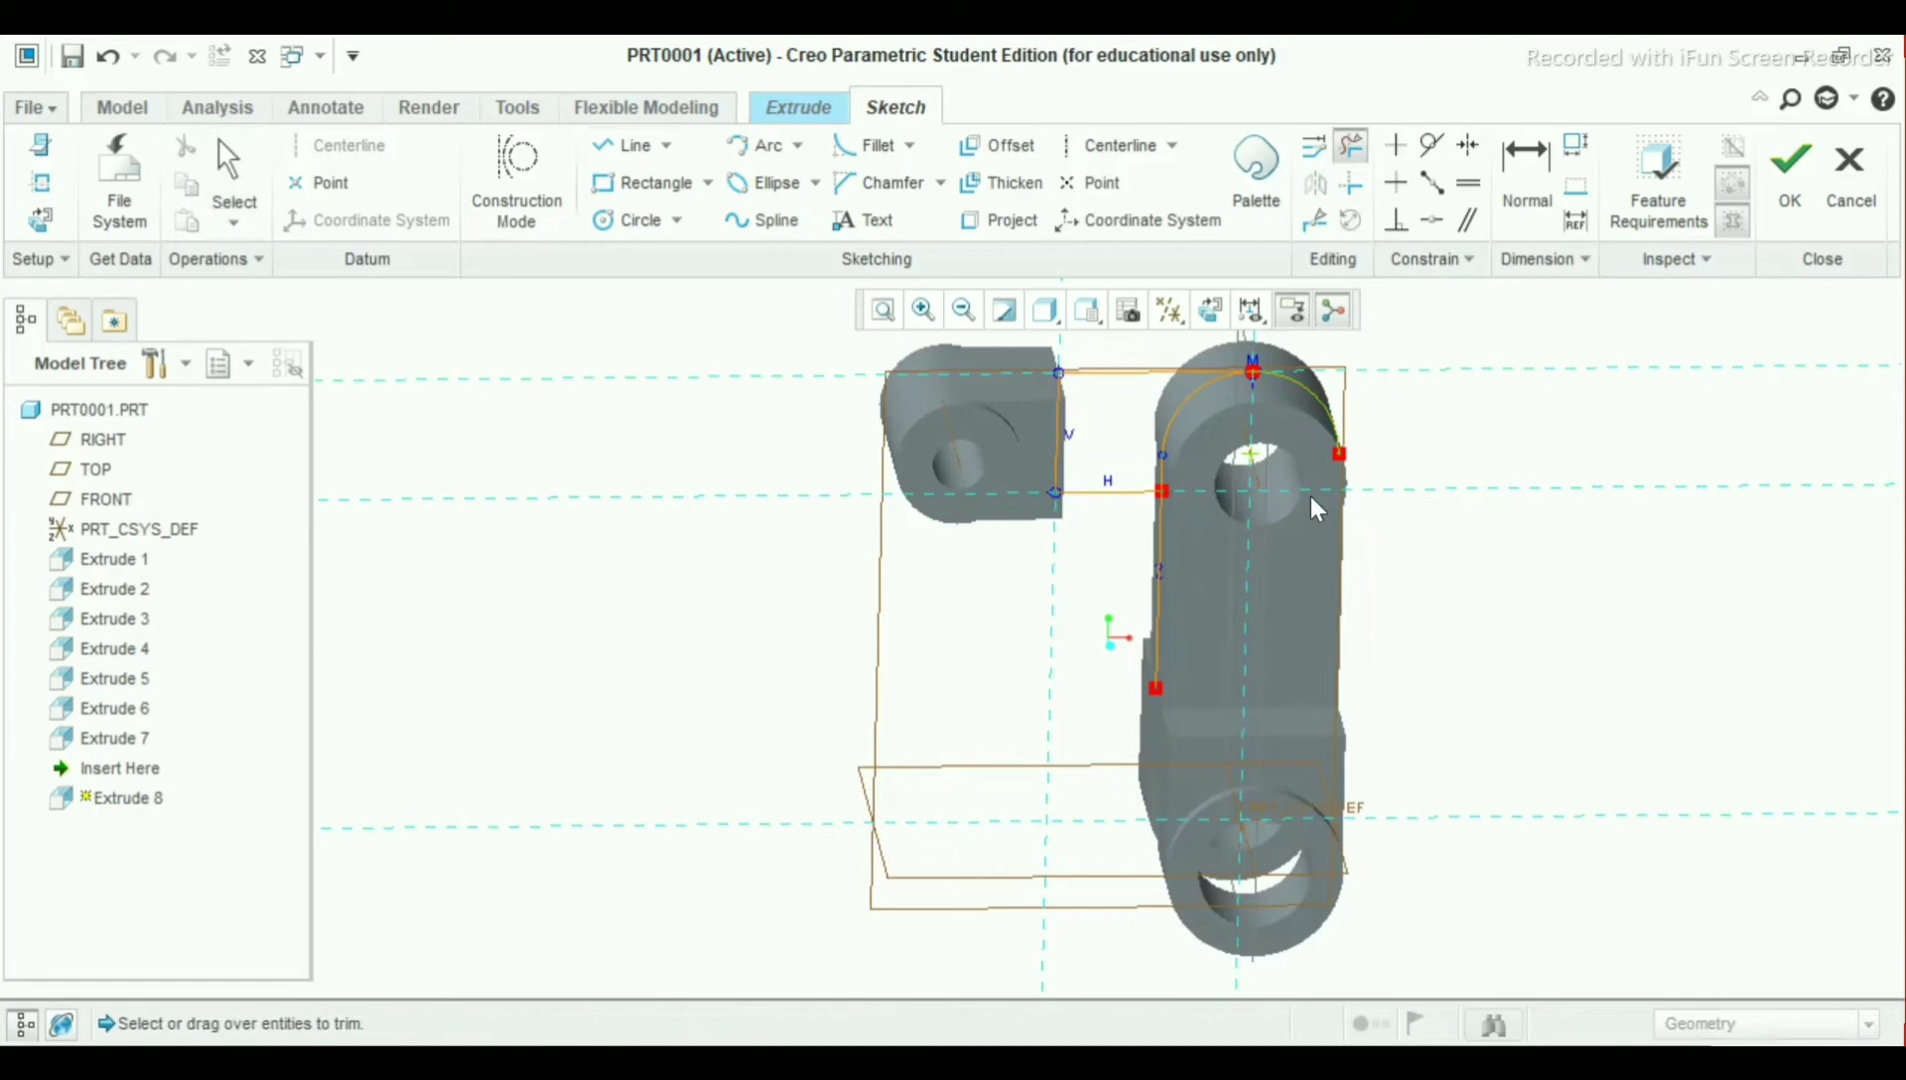 PRT0001 (Active) - Creo Parametric Student Edition (for educational use only)
Recorded with iFun Screen Recorder
File Model Analysis Annotate Render Tools Flexible Modeling Extrude Sketch
Centerline Line Arc Fillet Offset Centerline
Point Rectangle Ellipse Chamfer Thicken Point
Coordinate System Circle Spline Text Project Coordinate System
File System
Select
Construction Mode
Palette
Normal
REF
Feature Requirements
OK
Cancel
Setup Get Data Operations Datum Sketching Editing Constrain Dimension Inspect Close
Model Tree
PRT0001.PRT
RIGHT
TOP
FRONT
PRT_CSYS_DEF
Extrude 1
Extrude 2
Extrude 3
Extrude 4
Extrude 5
Extrude 6
Extrude 7
Insert Here
Extrude 8
M
V
H
EF
Select or drag over entities to trim.
Geometry